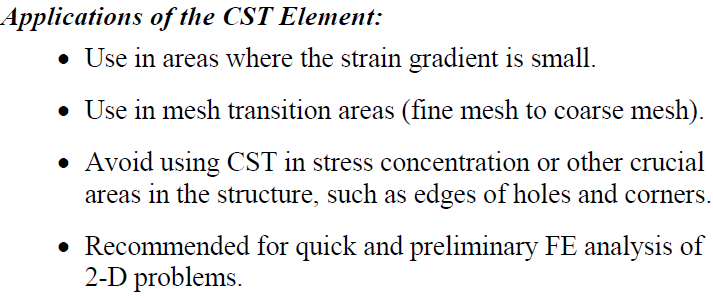 Applications of the CST Element:
• Use in areas where the strain gradient is small.
• Use in mesh transition areas (fine mesh to coarse mesh).
• Avoid using CST in stress concentration or other crucial
areas in the structure, such as edges of holes and corners.
• Recommended for quick and preliminary FE analysis of
2-D problems.